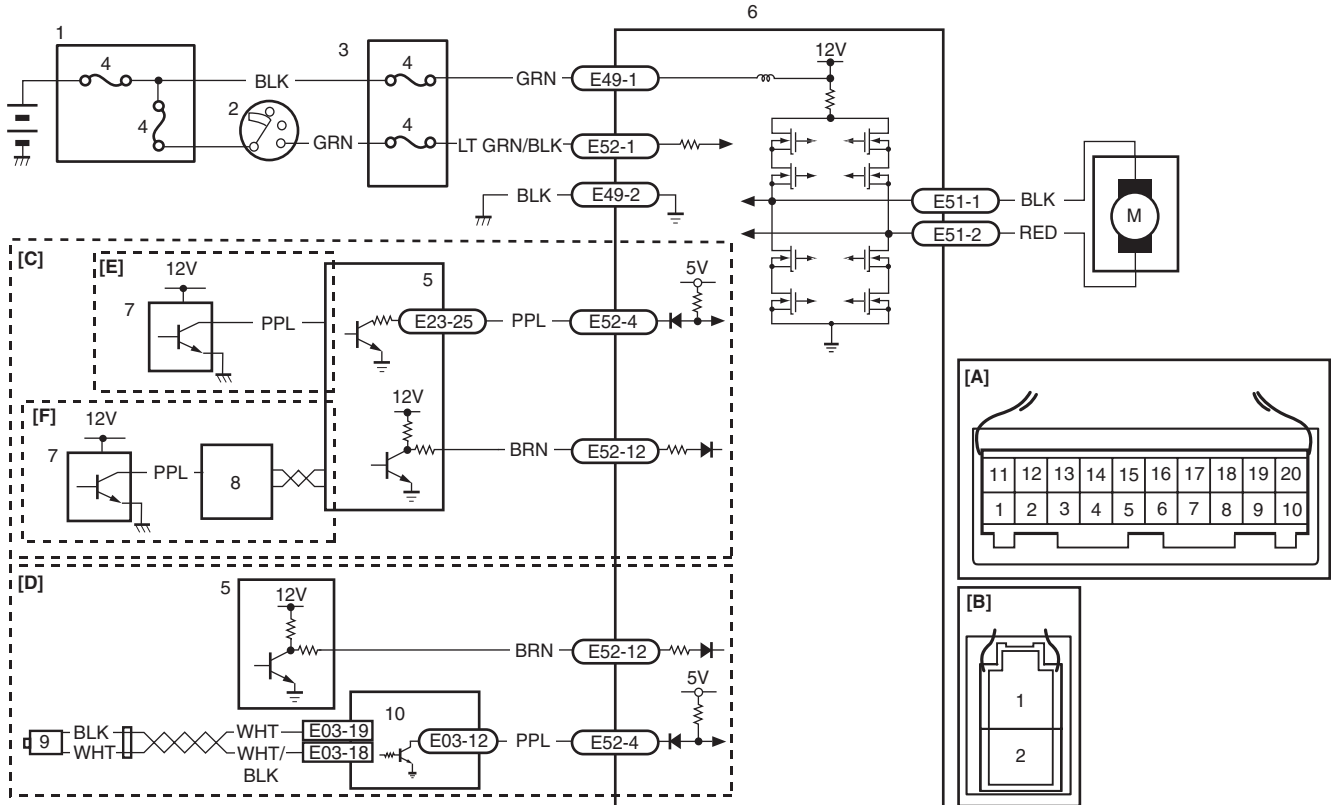 6
1
3
12V
4
4
BLK
GRN
E49-1
2
4
4
GRN
LT GRN/BLK
E52-1
BLK
E49-2
E51-1
BLK
M
E51-2
RED
[C]
[E]
12V
5
5V
7
PPL
E23-25
PPL
E52-4
[A]
12V
[F]
12V
7
PPL
8
BRN
E52-12
11 12 13 14 15 16 17 18 19 20
1 2 3 4 5 6 7 8 9 10
[D]
5
12V
[B]
BRN
E52-12
5V
10
1
9
BLK
WHT
E03-19
E03-12
PPL
E52-4
WHT
WHT/
BLK
E03-18
2